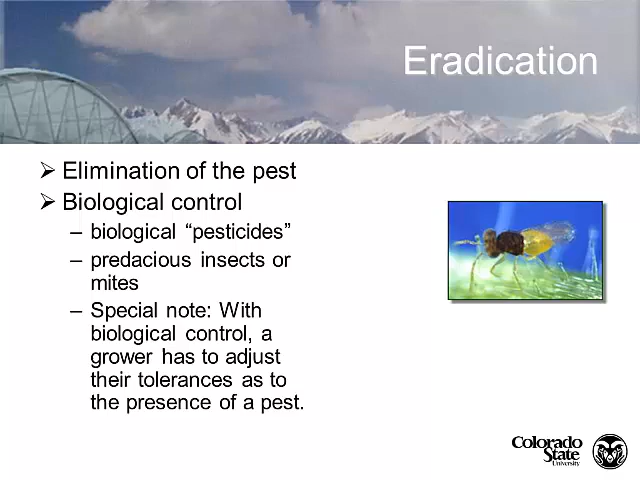 Eradication
Elimination of the pest
Biological control
– biological “pesticides”
– predacious insects or
mites
– Special note: With
biological control, a
grower has to adjust
their tolerances as to
the presence of a pest.
Colorado
State
University